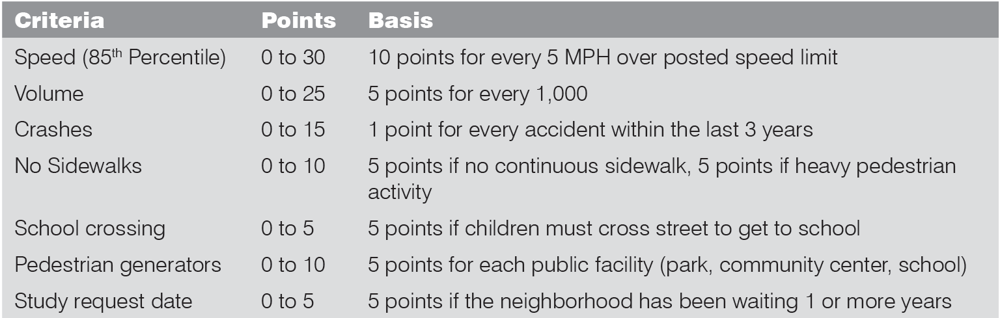 Criteria Points Basis
Speed (85th Percentile) 0 to 30 10 points for every 5 MPH over posted speed limit
Volume 0 to 25 5 points for every 1,000
Crashes 0 to 15 1 point for every accident within the last 3 years
No Sidewalks 0 to 10 5 points if no continuous sidewalk, 5 points if heavy pedestrian
activity
School crossing 0 to 5 5 points if children must cross street to get to school
Pedestrian generators 0 to 10 5 points for each public facility (park, community center, school)
Study request date 0 to 5 5 points if the neighborhood has been waiting 1 or more years